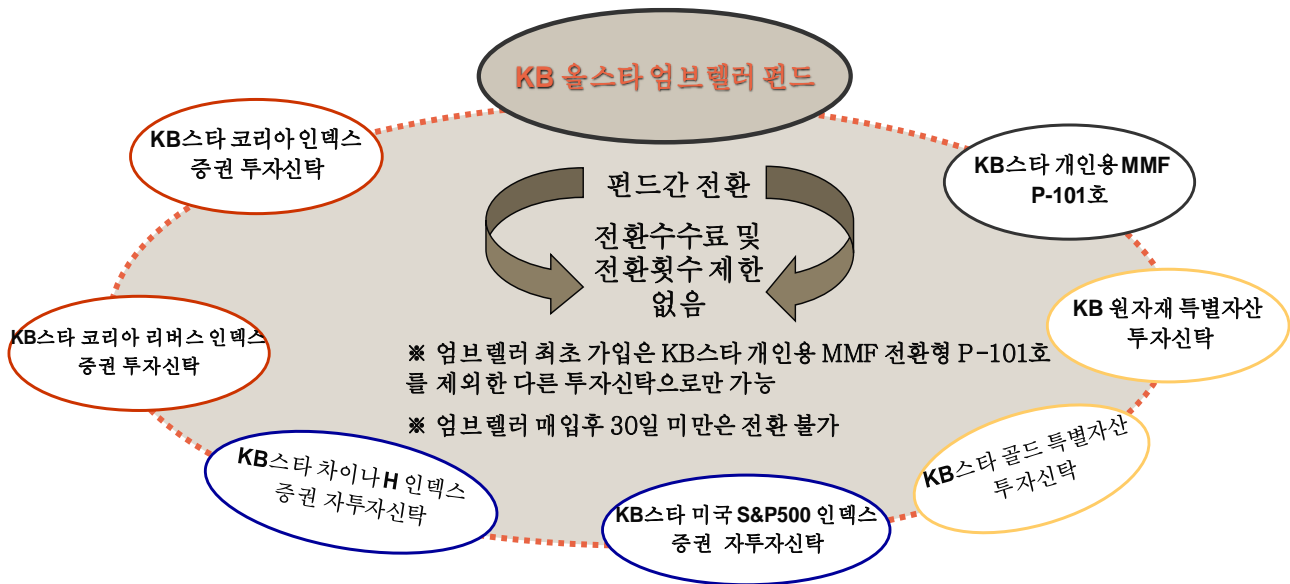 KB 올스타 엄브렐러 펀드
KB스타 코리아 인덱스
증권 투자신탁
KB스타 개인용 MMF
P-101호
펀드간 전환
전환수수료 및
전환횟수 제한
없음
KB 원자재 특별자산
투자신탁
KB스타 코리아 리버스 인덱스
증권 투자신탁
※ 엄브렐러 최초 가입은 KB스타 개인용 MMF 전환형 P-101호
를 제외한 다른 투자신탁으로만 가능
※ 엄브렐러 매입후 30일 미만은 전환 불가
KB스타 골드 특별자산
투자신탁
KB스타 차이나 H 인덱스
증권 자투자신탁
KB스타 미국 S&P500 인덱스
증권 자투자신탁